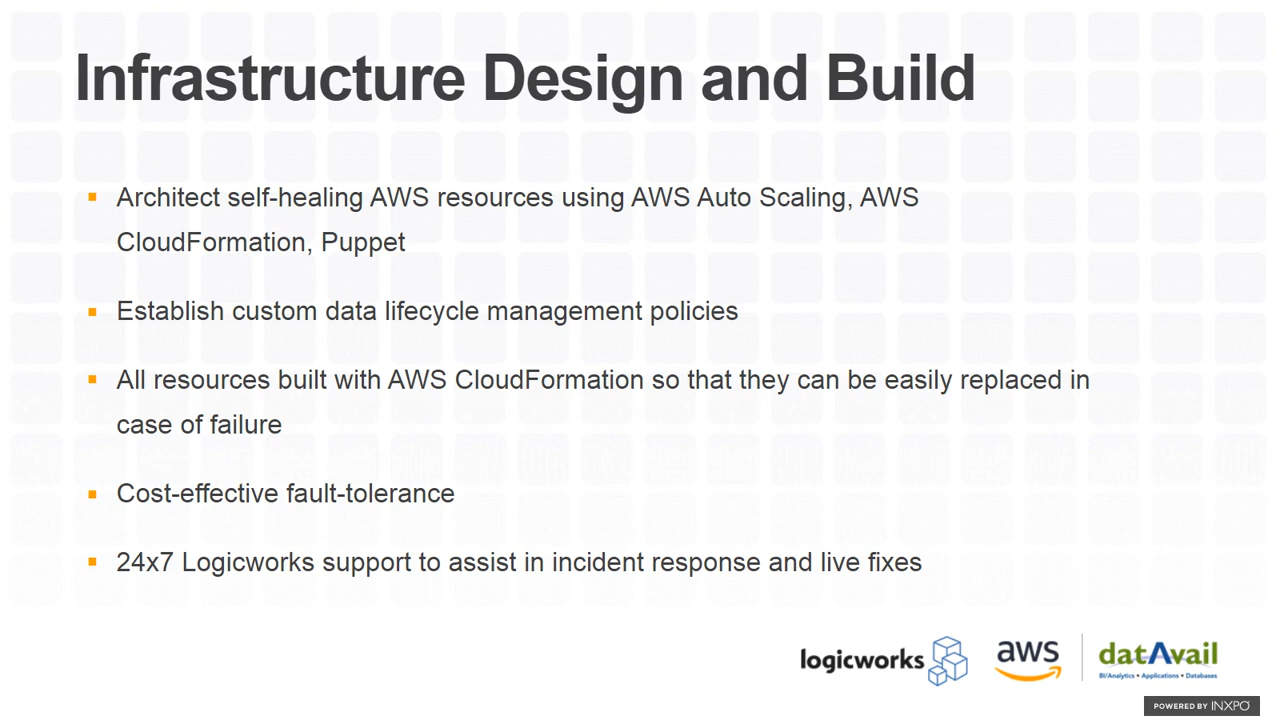 Infrastructure Design and Build
Architect self-healing AWS resources using AWS Auto Scaling, AWS
CloudFormation, Puppet
Establish custom data lifecycle management policies
All resources built with AWS CloudFormation so that they can be easily replaced in
case of failure
Cost-effective fault-tolerance
24x7 Logicworks support to assist in incident response and live fixes
logicworks
aws
datAvail
BI/Analytics • Applications • Databases
POWERED BY INXPO